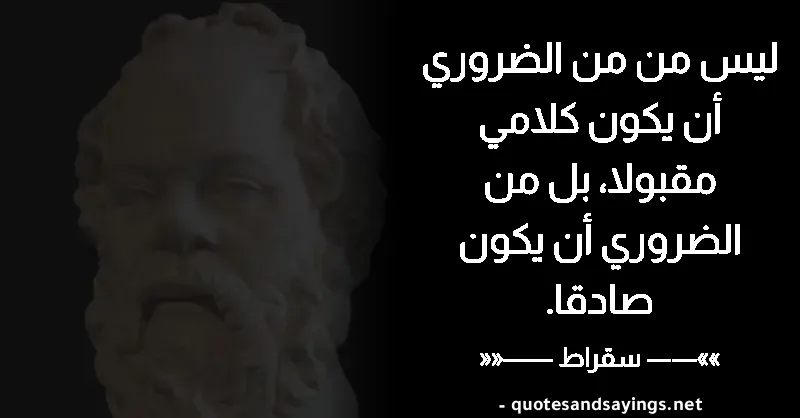 ليس من من الضروري
أن يكون كلامي
مقبولا، بل من
الضروري أن يكون
صادقا.
»»—— سقراط ——««
- quotesandsayings.net